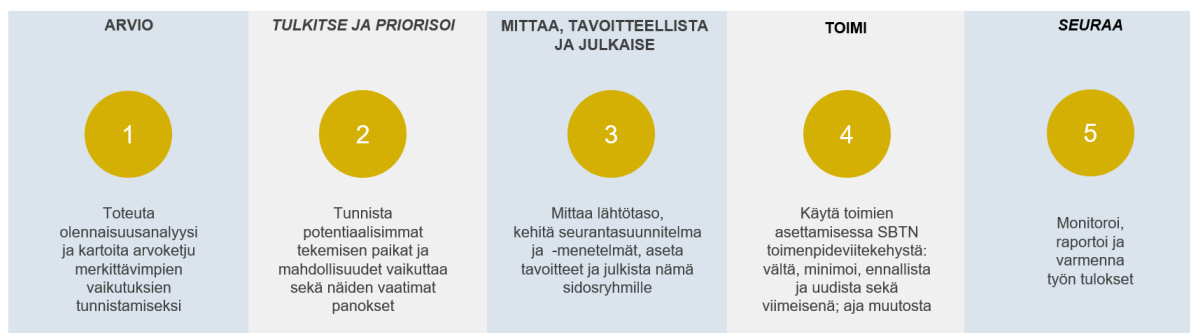 ARVIO
1
Toteuta
olennaisuusanalyysi
ja kartoita arvoketju
merkittävimpien
vaikutuksien
tunnistamiseksi
TULKITSE JA PRIORISOI
2
Tunnista
potentiaalisimmat
tekemisen paikat ja
mahdollisuudet vaikuttaa
sekä näiden vaatimat
panokset
MITTAA, TAVOITTEELLISTA
JA JULKAISE
3
Mittaa lähtötaso,
kehitä seurantasuunnitelma
ja -menetelmät, aseta
tavoitteet ja julkista nämä
sidosryhmille
TOIMI
4
Käytä toimien
asettamisessa SBTN
toimenpideviitekehystä:
vältä, minimoi, ennallista
ja uudista sekä
viimeisenä; aja muutosta
SEURAA
5
Monitoroi,
raportoi ja
varmenna
työn tulokset